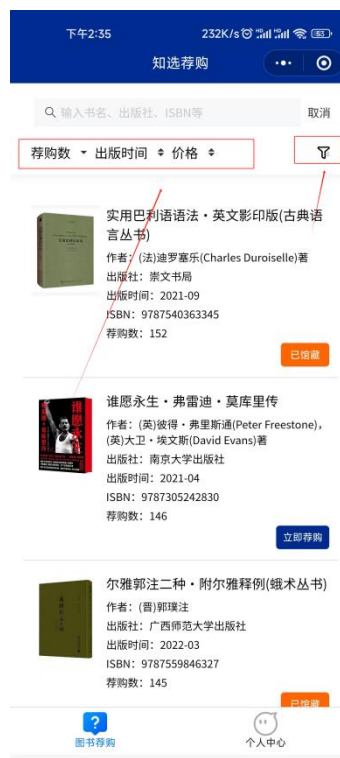 下午2:35
232K/s
53
知选荐购
输入书名、出版社、ISBN等
取消
荐购数 出版时间 价格
实用巴利语语法·英文影印版(古典语
言丛书)
作者：(法)迪罗塞乐(Charles Duroiselle)著
出版社：崇文书局
出版时间：2021-09
ISBN：9787540363345
荐购数：152
已馆藏
谁愿永生
谁愿永生·弗雷迪·莫库里传
作者：(英)彼得·弗里斯通(Peter Freestone)，
(英)大卫·埃文斯(David Evans)著
出版社：南京大学出版社
出版时间：2021-04
ISBN：9787305242830
荐购数：146
立即荐购
尔雅郭注二种·附尔雅释例(蛾术丛书)
作者：(晋)郭璞注
出版社：广西师范大学出版社
出版时间：2022-03
ISBN：9787559846327
荐购数：145
已馆藏
图书荐购
个人中心